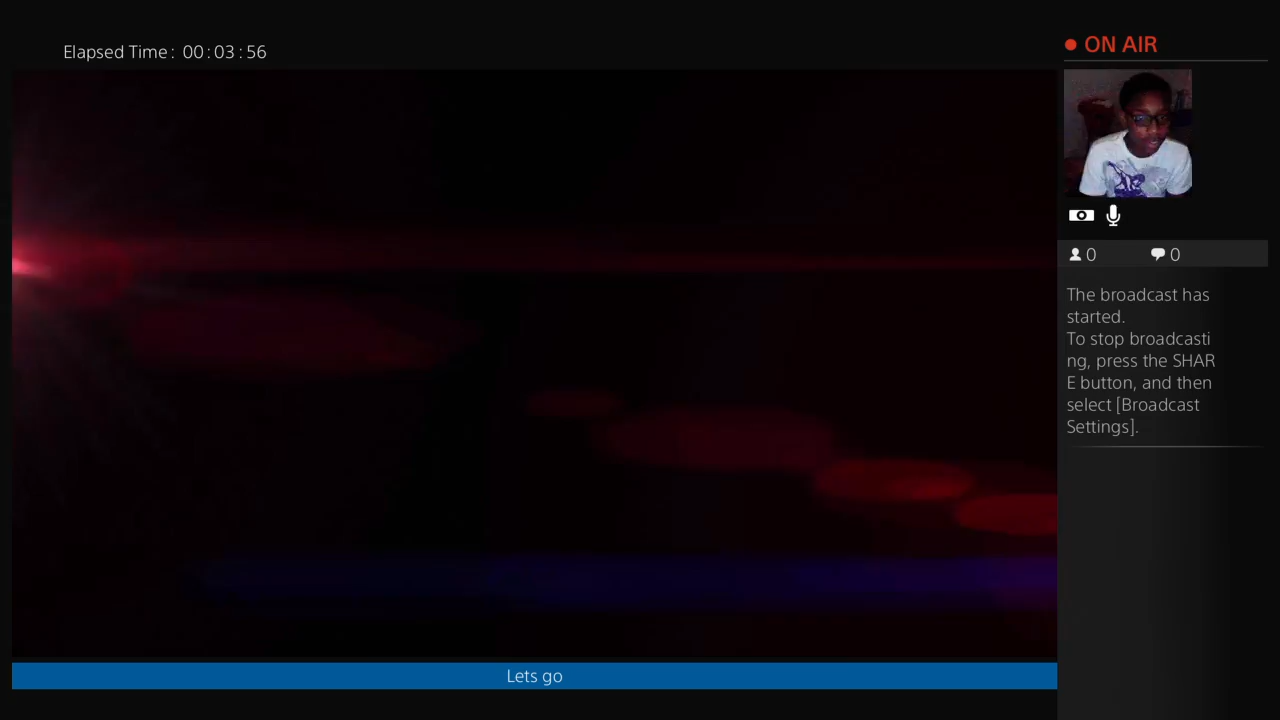 Elapsed Time: 00:03:56
ON AIR
0 0
The broadcast has
started.
To stop broadcasti
ng, press the SHAR
E button, and then
select [Broadcast
Settings].
Lets go